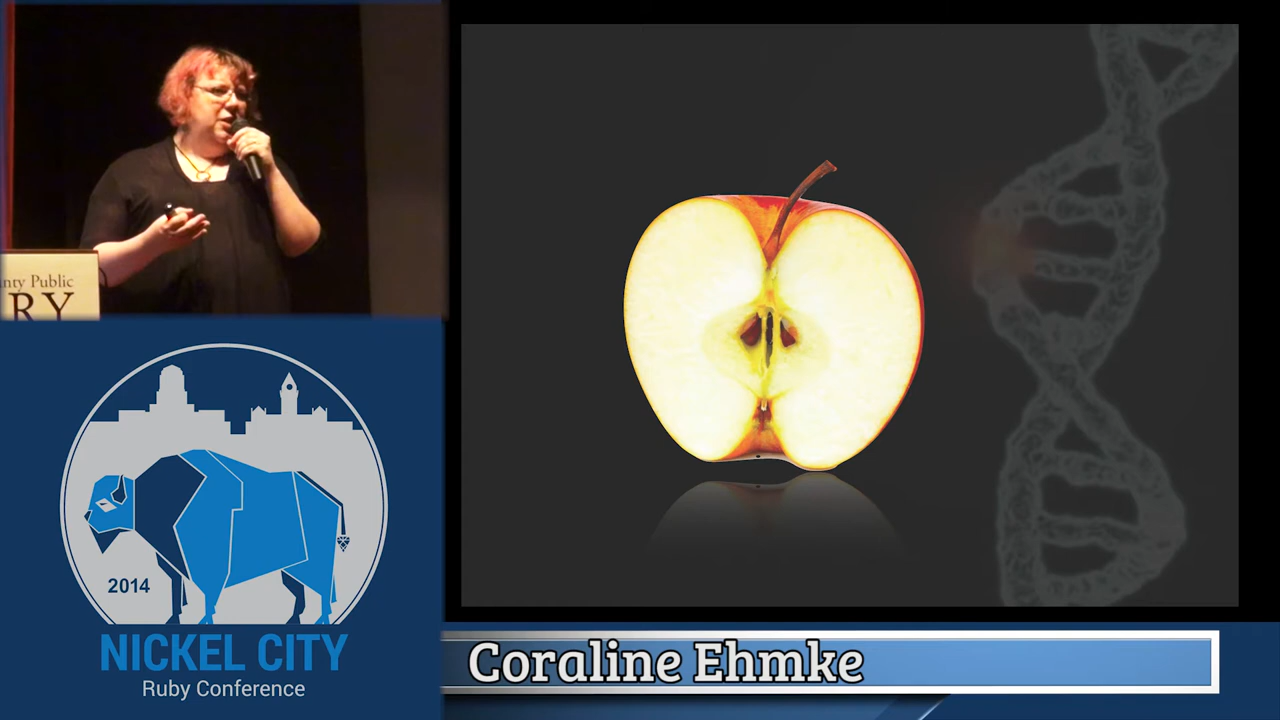 nty Public
RY
2014
NICKEL CITY
Ruby Conference
Coraline Ehmke